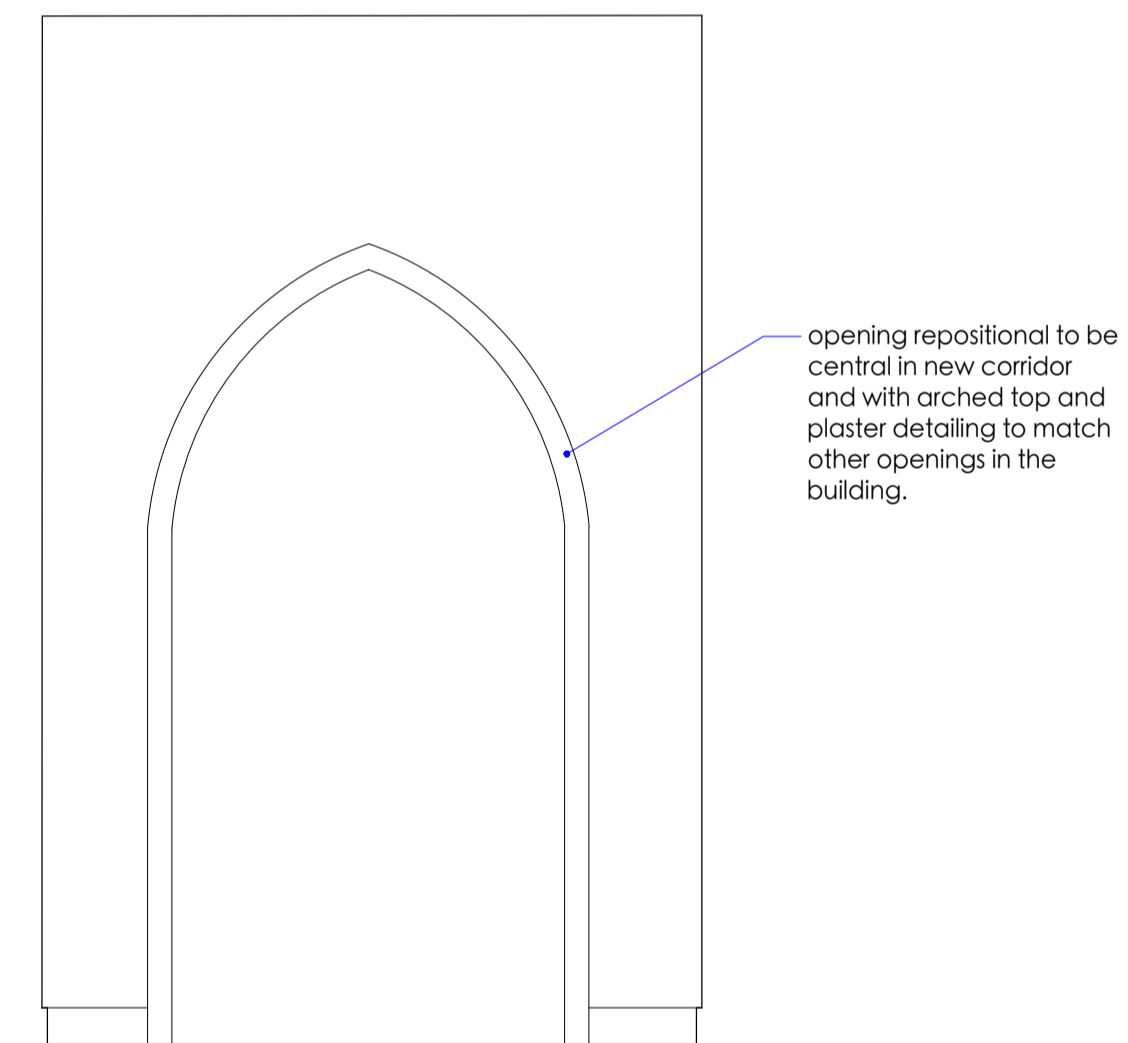 opening repositional to be
central in new corridor
and with arched top and
plaster detailing to match
other openings in the
building.